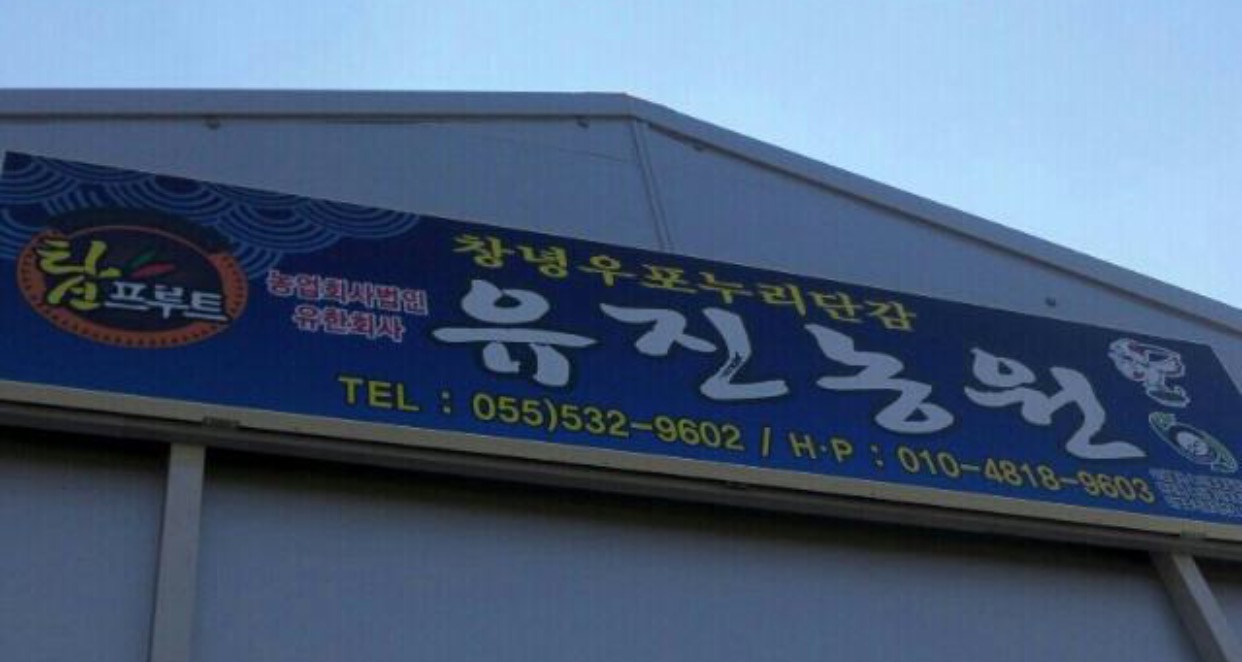 탑
선
프루트
농업회사법인
유한회사
창녕우포누리단감
유진농원
TEL : 055)532-9602 / H·P : 010-4818-9603